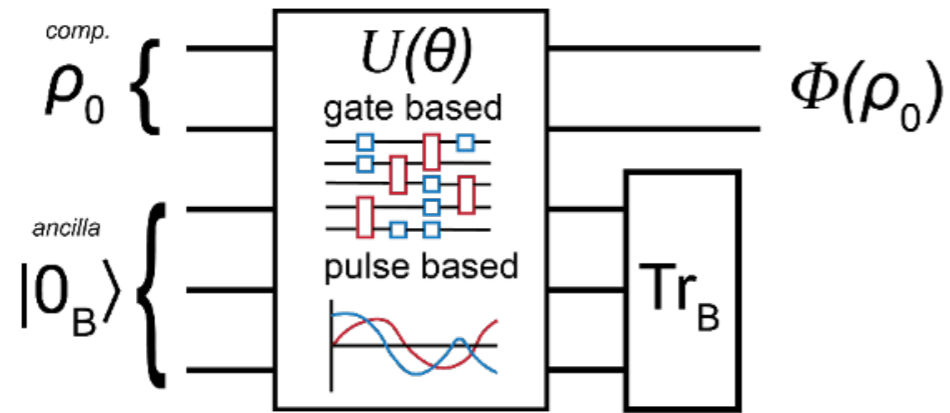 comp.
ρ0
ancilla
|0B⟩
U(θ)
gate based
pulse based
TrB
Φ(ρ0)